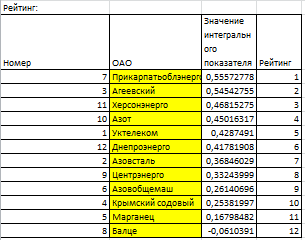 Рейтинг:
Номер ОАО Значение интегрального показателя Рейтинг
7 Прикарпатьоблэнерго 0,55572778 1
3 Агеевский 0,54542755 2
11 Херсонэнерго 0,46815275 3
10 Азот 0,45016317 4
1 Уктелеком 0,4287491 5
12 Днепроэнерго 0,41781908 6
2 Азовсталь 0,36846029 7
9 Центрэнерго 0,33243999 8
6 Азовобщемаш 0,26140696 9
4 Крымский содовый 0,25381997 10
5 Марганец 0,16798482 11
8 Балце -0,0610391 12